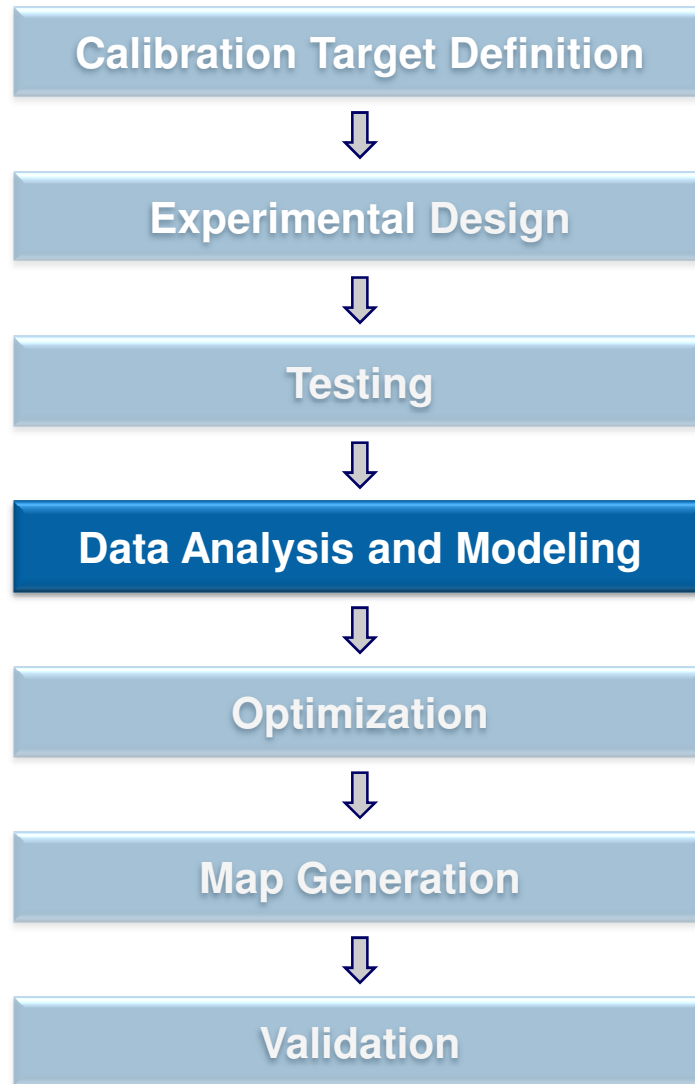 Calibration Target Definition
Experimental Design
Testing
Data Analysis and Modeling
Optimization
Map Generation
Validation